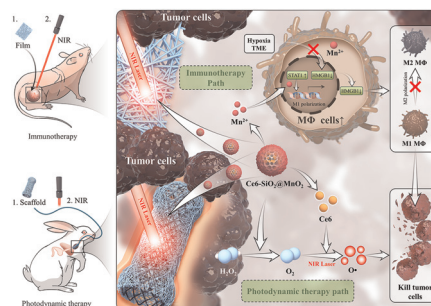 1.
Film
2.
NIR
Immunotherapy
1. Scaffold
2. NIR
Photodynamic therapy
Tumor cells
NIR Laser
Immunotherapy
Path
Hypoxia
TME
Mn²⁺
STAT1↑
HMGB1↓
M1 polarization
HMGB1↓
MΦ cells↑
Mn²⁺
Tumor cells
Ce6-SiO₂@MnO₂
Ce6
NIR Laser
H₂O₂
O₂
NIR Laser
O•
Photodynamic therapy path
M2 MΦ
M2 polarization
M1 MΦ
Kill tumor
cells